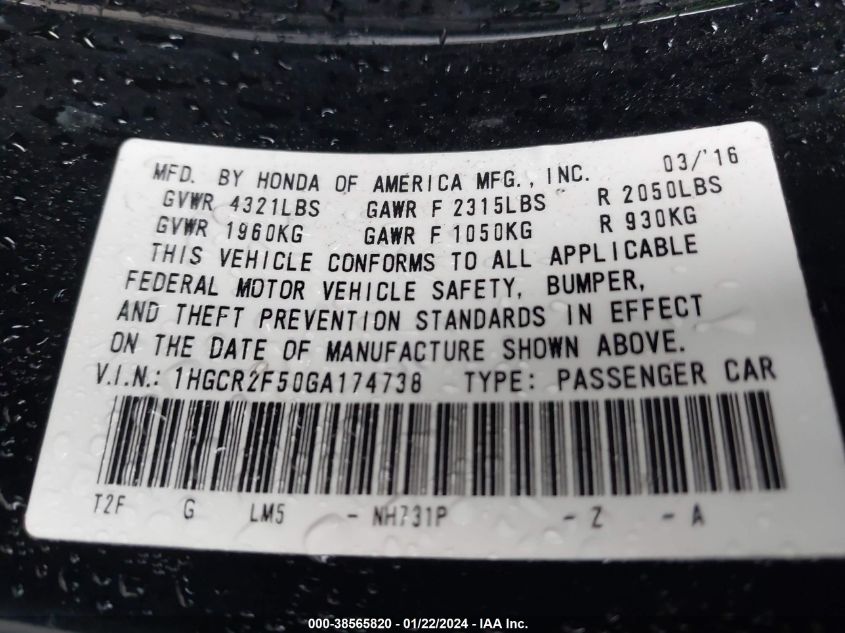 MFD. BY HONDA OF AMERICA MFG., INC. 03/'16
GVWR 4321LBS GAWR F 2315LBS R 2050LBS
GVWR 1960KG GAWR F 1050KG R 930KG
THIS VEHICLE CONFORMS TO ALL APPLICABLE
FEDERAL MOTOR VEHICLE SAFETY, BUMPER,
AND THEFT PREVENTION STANDARDS IN EFFECT
ON THE DATE OF MANUFACTURE SHOWN ABOVE.
V.I.N.: 1HGCR2F50GA174738 TYPE: PASSENGER CAR
T2F G LM5 - NH731P - Z - A
000-38565820 - 01/22/2024 - IAA Inc.